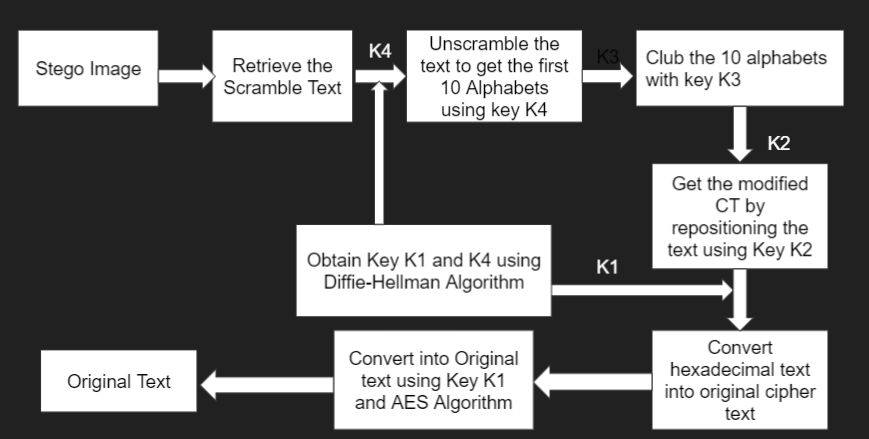 Stego Image
Retrieve the
Scramble Text
K4
Unscramble the
text to get the first
10 Alphabets
using key K4
K3
Club the 10 alphabets
with key K3
K2
Get the modified
CT by
repositioning the
text using Key K2
Obtain Key K1 and K4 using
Diffie-Hellman Algorithm
K1
Convert
hexadecimal text
into original cipher
text
Convert into Original
text using Key K1
and AES Algorithm
Original Text